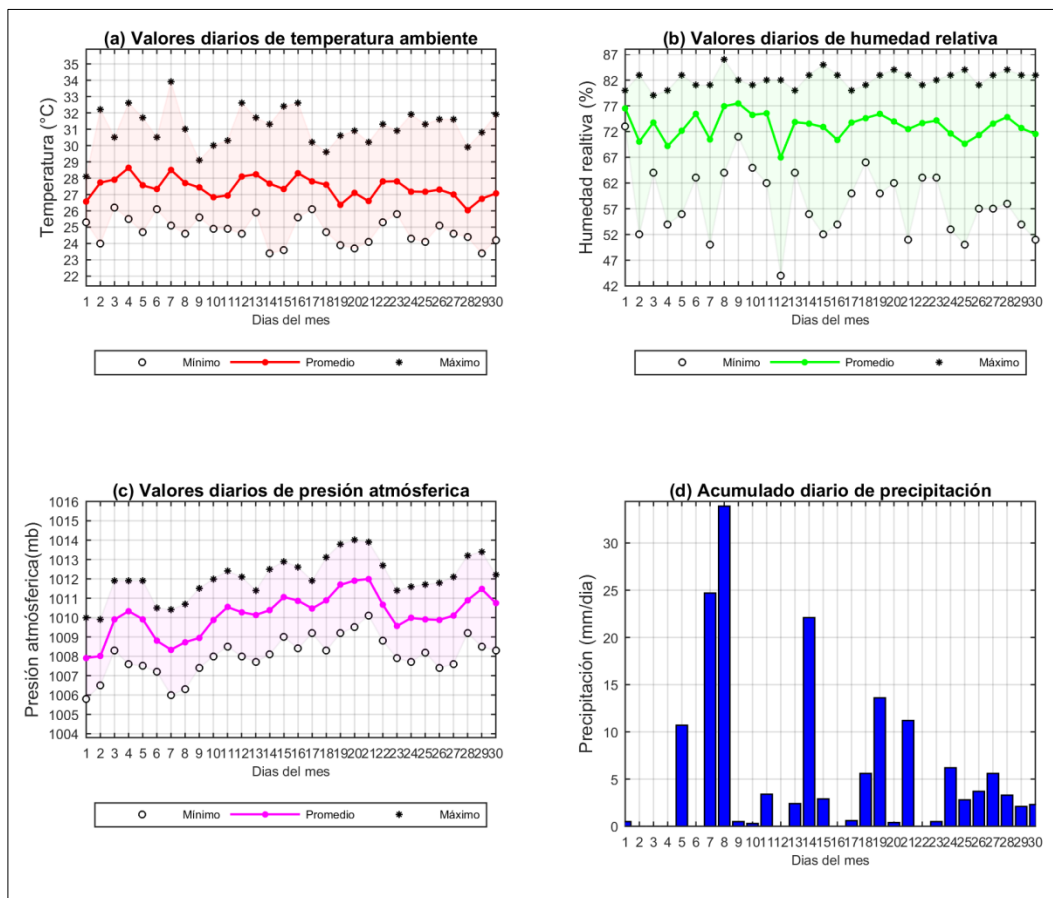 (a) Valores diarios de temperatura ambiente
35
34
33
32
31
30
29
28
27
26
25
24
23
22
Temperatura (°C)
1 2 3 4 5 6 7 8 9 10 11 12 13 14 15 16 17 18 19 20 21 22 23 24 25 26 27 28 29 30
Dias del mes
Mínimo Promedio Máximo
(b) Valores diarios de humedad relativa
87
82
77
72
67
62
57
52
47
42
Humedad realtiva (%)
1 2 3 4 5 6 7 8 9 10 11 12 13 14 15 16 17 18 19 20 21 22 23 24 25 26 27 28 29 30
Dias del mes
Mínimo Promedio Máximo
(c) Valores diarios de presión atmósferica
1016
1015
1014
1013
1012
1011
1010
1009
1008
1007
1006
1005
1004
Presión atmósferica(mb)
1 2 3 4 5 6 7 8 9 10 11 12 13 14 15 16 17 18 19 20 21 22 23 24 25 26 27 28 29 30
Dias del mes
Mínimo Promedio Máximo
(d) Acumulado diario de precipitación
30
25
20
15
10
5
0
Precipitación (mm/dia)
1 2 3 4 5 6 7 8 9 10 11 12 13 14 15 16 17 18 19 20 21 22 23 24 25 26 27 28 29 30
Dias del mes